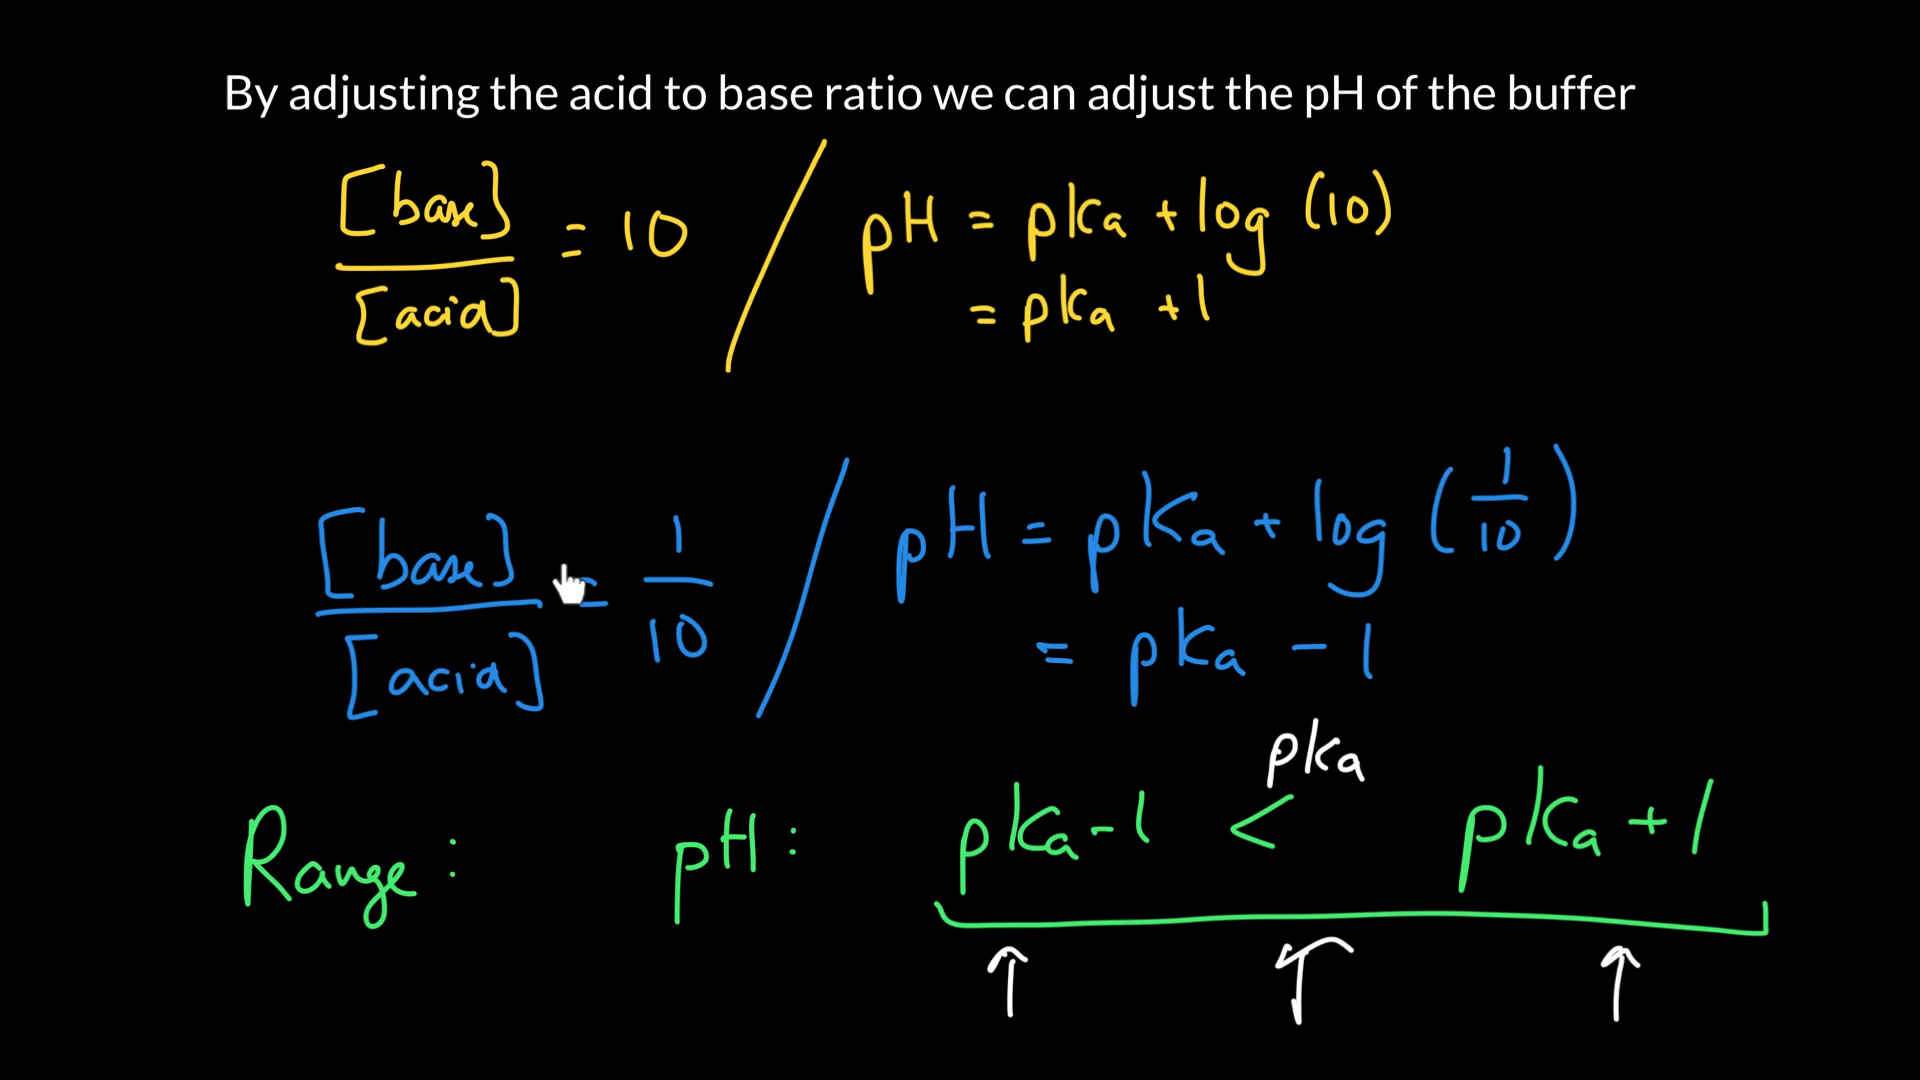 By adjusting the acid to base ratio we can adjust the pH of the buffer
[base]/[acid] = 10 / pH = pKa + log (10)
= pKa + 1
[base]/[acid] = 1/10 / pH = pKa + log (1/10)
= pKa - 1
pKa
Range: pH: pKa-1 < pKa+1